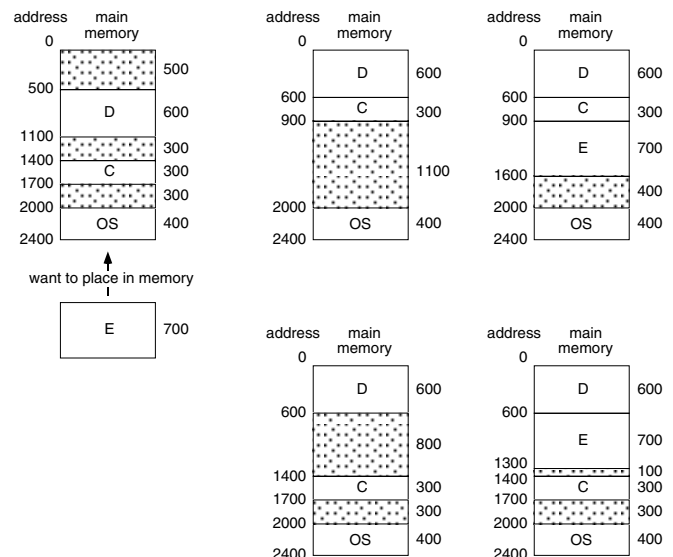 address main
memory
0
500
500
D 600
1100
300
1400
C 300
1700
300
2000
OS 400
2400
want to place in memory
E 700
address main
memory
0
D 600
600
C 300
900
1100
2000
OS 400
2400
address main
memory
0
D 600
600
C 300
900
E 700
1600
400
2000
OS 400
2400
address main
memory
0
D 600
600
800
1400
C 300
1700
300
2000
OS 400
2400
address main
memory
0
D 600
600
E 700
1300
100
1400
C 300
1700
300
2000
OS 400
2400